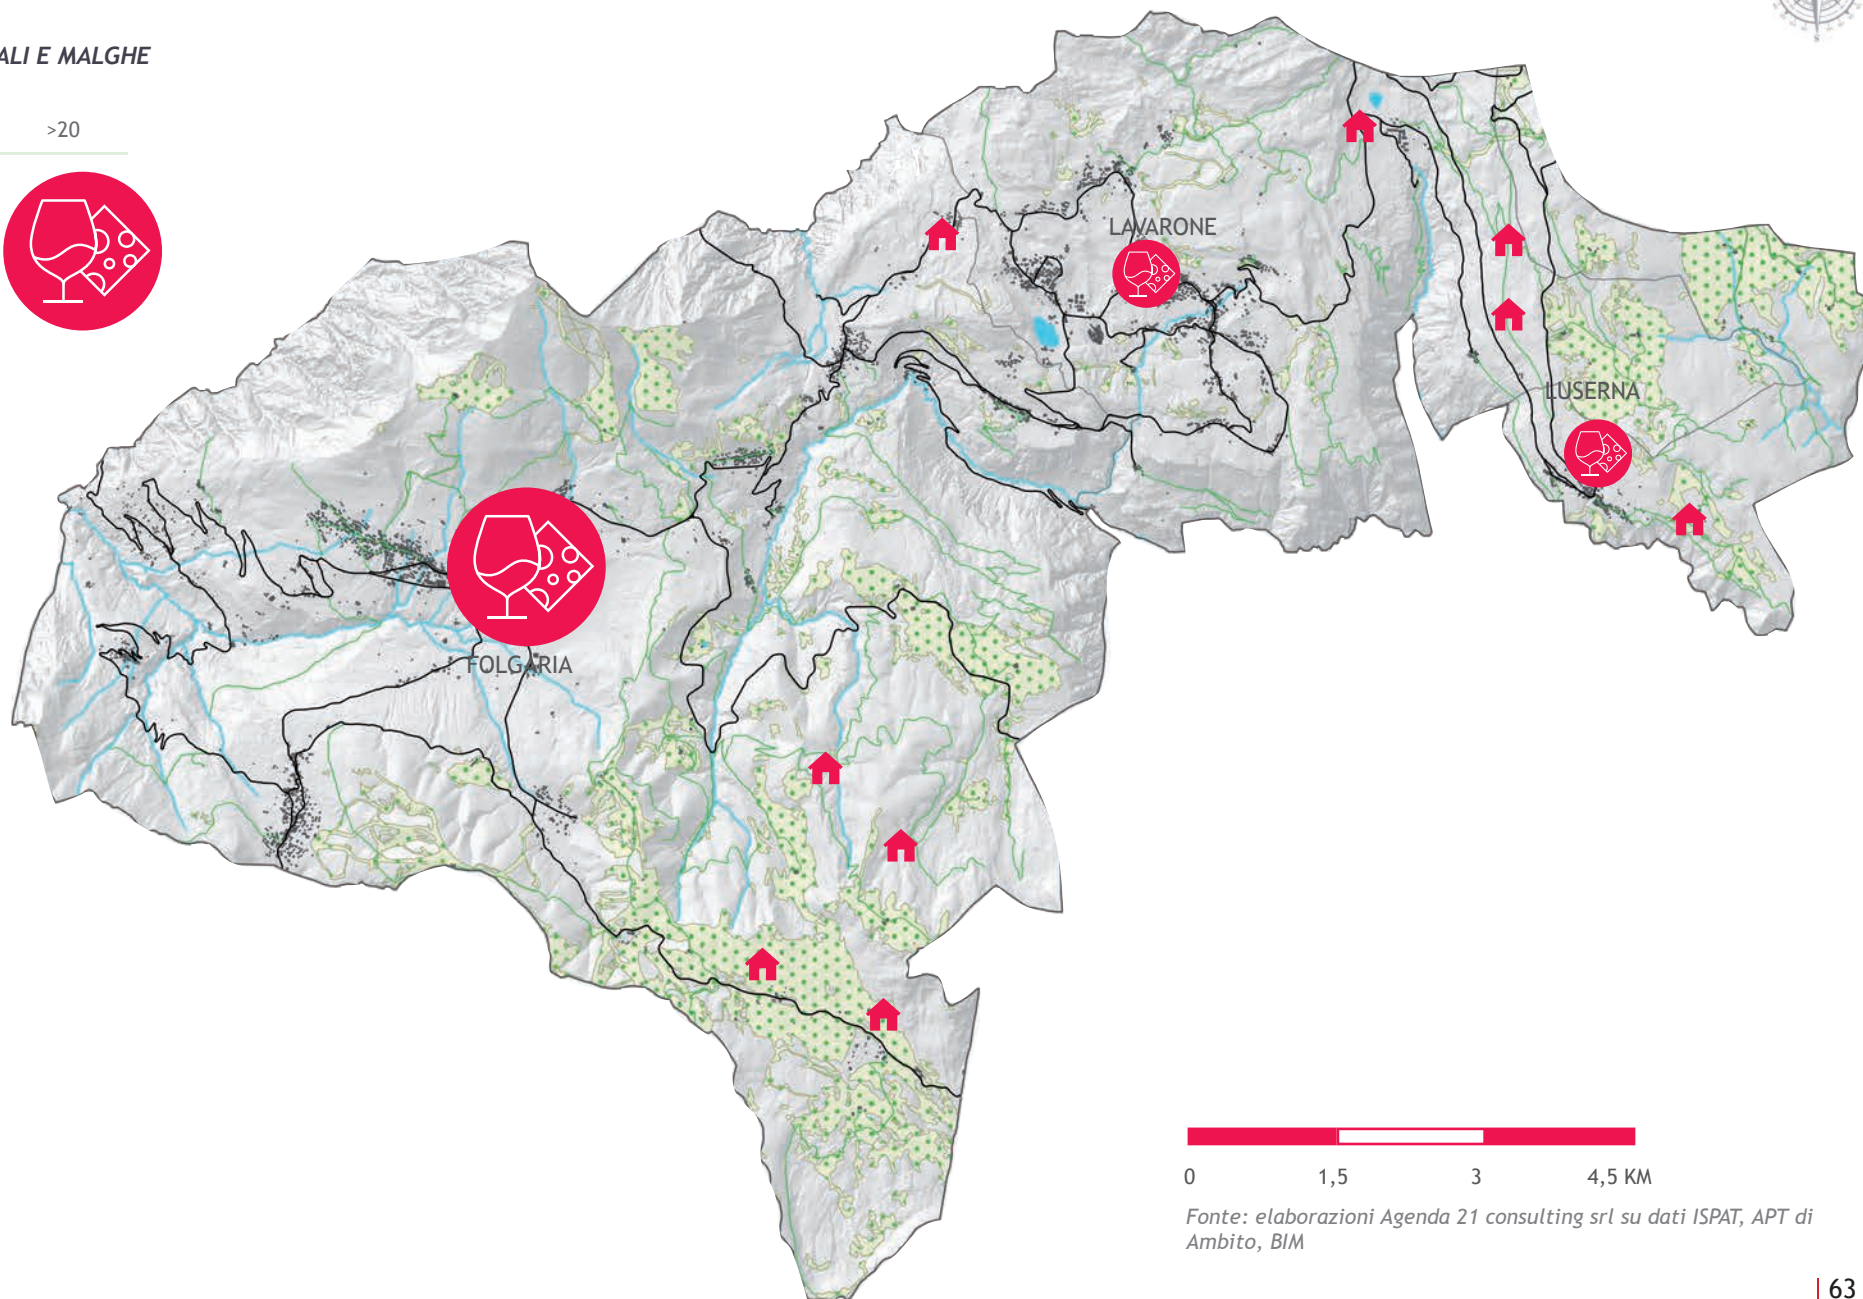 ALI E MALGHE
>20
LAVARONE
LUSERNA
FOLGARIA
0 1,5 3 4,5 KM
Fonte: elaborazioni Agenda 21 consulting srl su dati ISPAT, APT di
Ambito, BIM
| 63